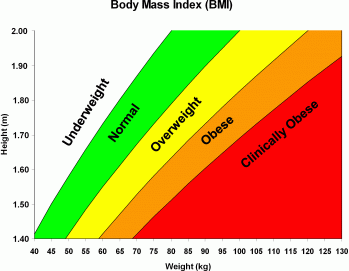 Body Mass Index (BMI)
2.00
1.90
1.80
1.70
1.60
1.50
1.40
Height (m)
Underweight
Normal
Overweight
Obese
Clinically Obese
40 45 50 55 60 65 70 75 80 85 90 95 100 105 110 115 120 125 130
Weight (kg)